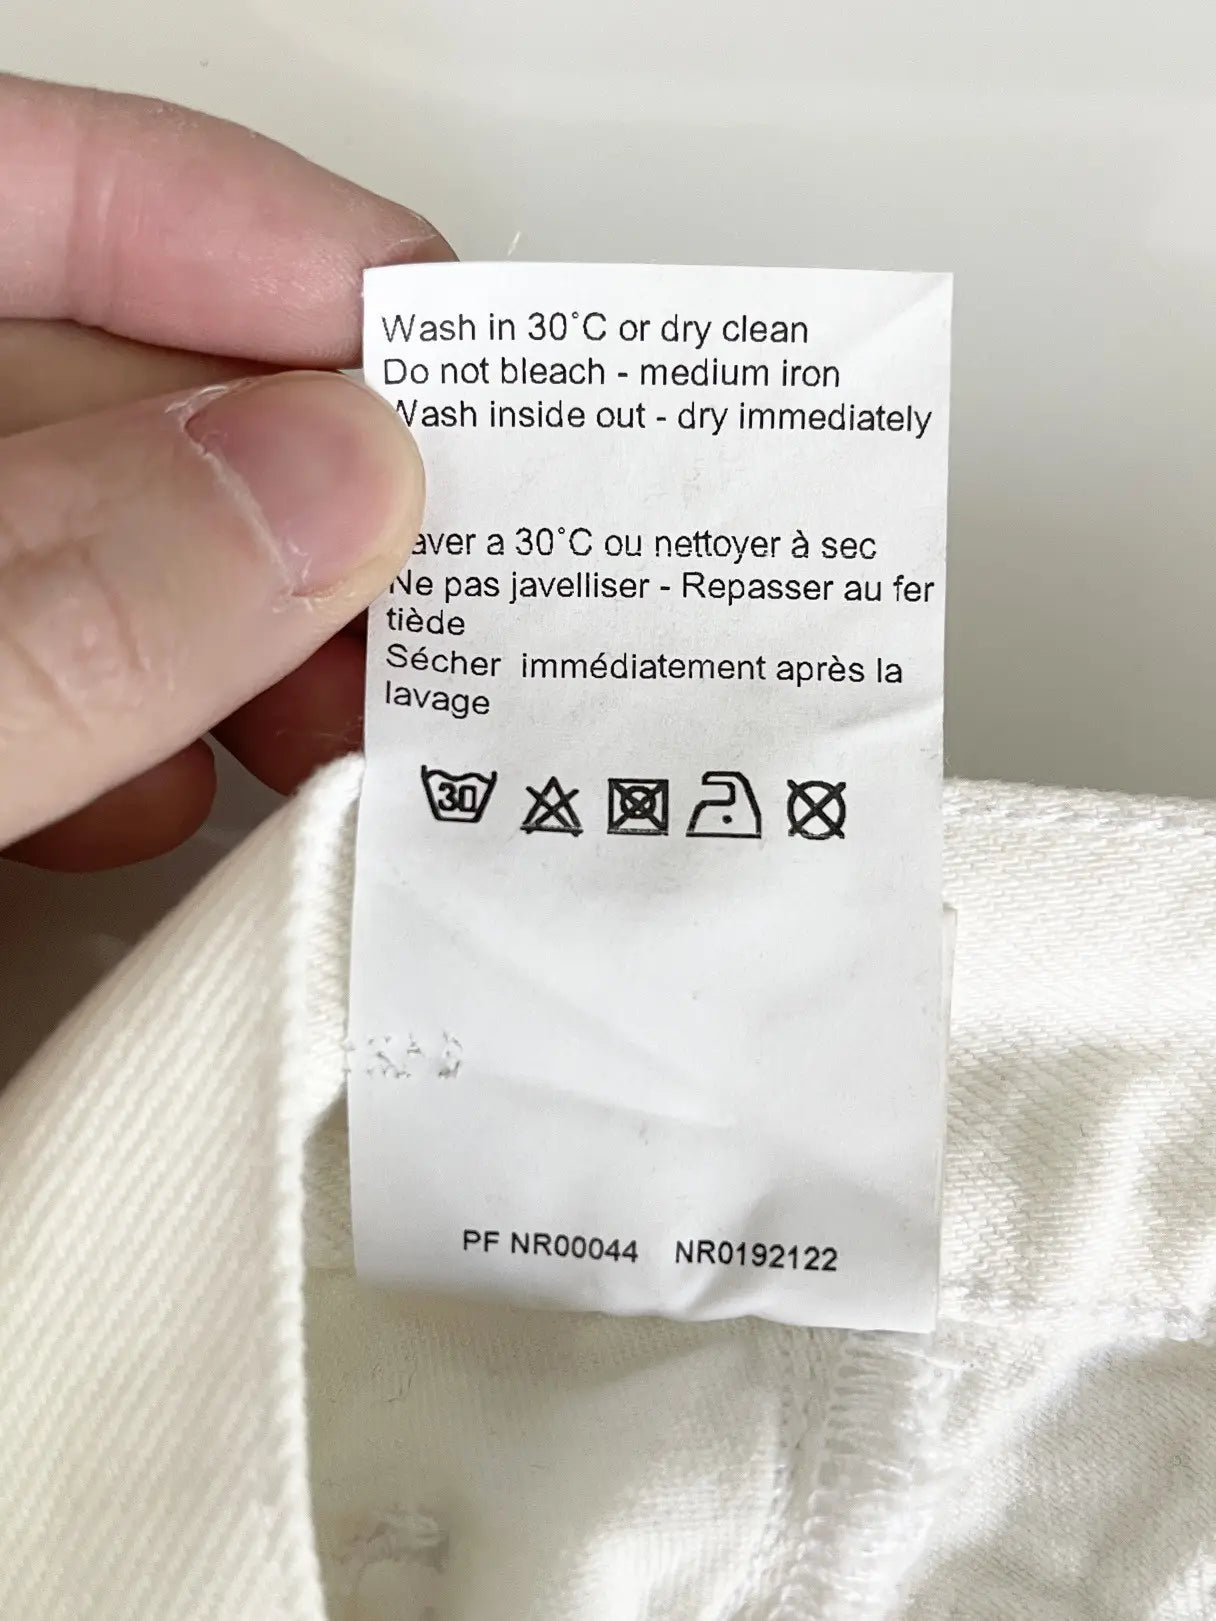 Wash in 30°C or dry clean
Do not bleach - medium iron
Wash inside out - dry immediately
aver a 30°C ou nettoyer à sec
Ne pas javelliser - Repasser au fer
tiède
Sécher immédiatement après la
lavage
30
PF NR00044 NR0192122